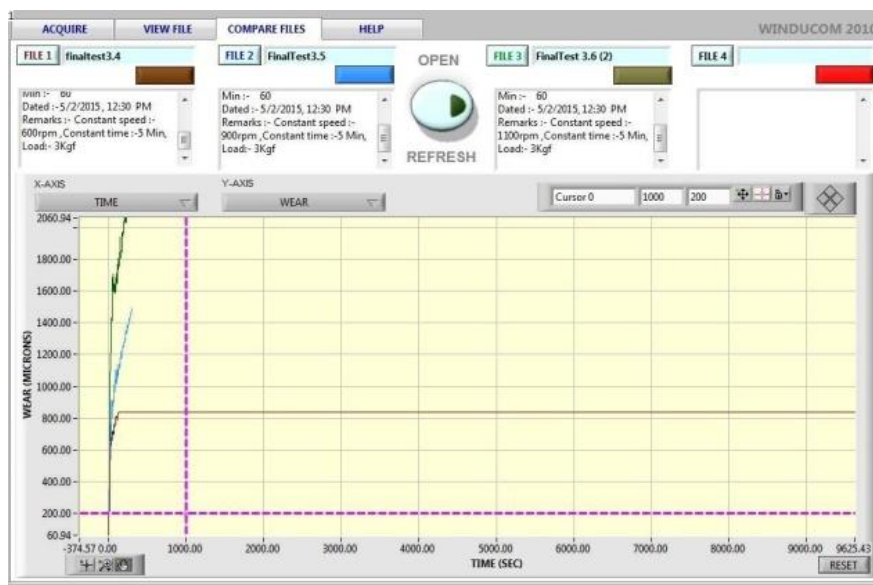 1
ACQUIRE VIEW FILE COMPARE FILES HELP WINDUCOM 2010
FILE 1 finaltest3.4 FILE 2 FinalTest3.5 OPEN FILE 3 FinalTest 3.6 (2) FILE 4
Min :- 60 Min :- 60 Min :- 60
Dated :-5/2/2015, 12:30 PM Dated :-5/2/2015, 12:30 PM Dated :-5/2/2015, 12:30 PM
Remarks :- Constant speed :- Remarks :- Constant speed :- Remarks :- Constant speed :-
600rpm ,Constant time :-5 Min, 900rpm ,Constant time :-5 Min, 1100rpm ,Constant time :-5 Min,
Load:- 3Kgf Load:- 3Kgf Load:- 3Kgf
REFRESH
X-AXIS Y-AXIS
TIME WEAR Cursor 0 1000 200
2060.94
1800.00
1600.00
1400.00
1200.00
1000.00
800.00
600.00
400.00
200.00
60.94
WEAR (MICRONS)
-374.57 0.00 1000.00 2000.00 3000.00 4000.00 5000.00 6000.00 7000.00 8000.00 9000.00 9625.43
TIME (SEC) RESET